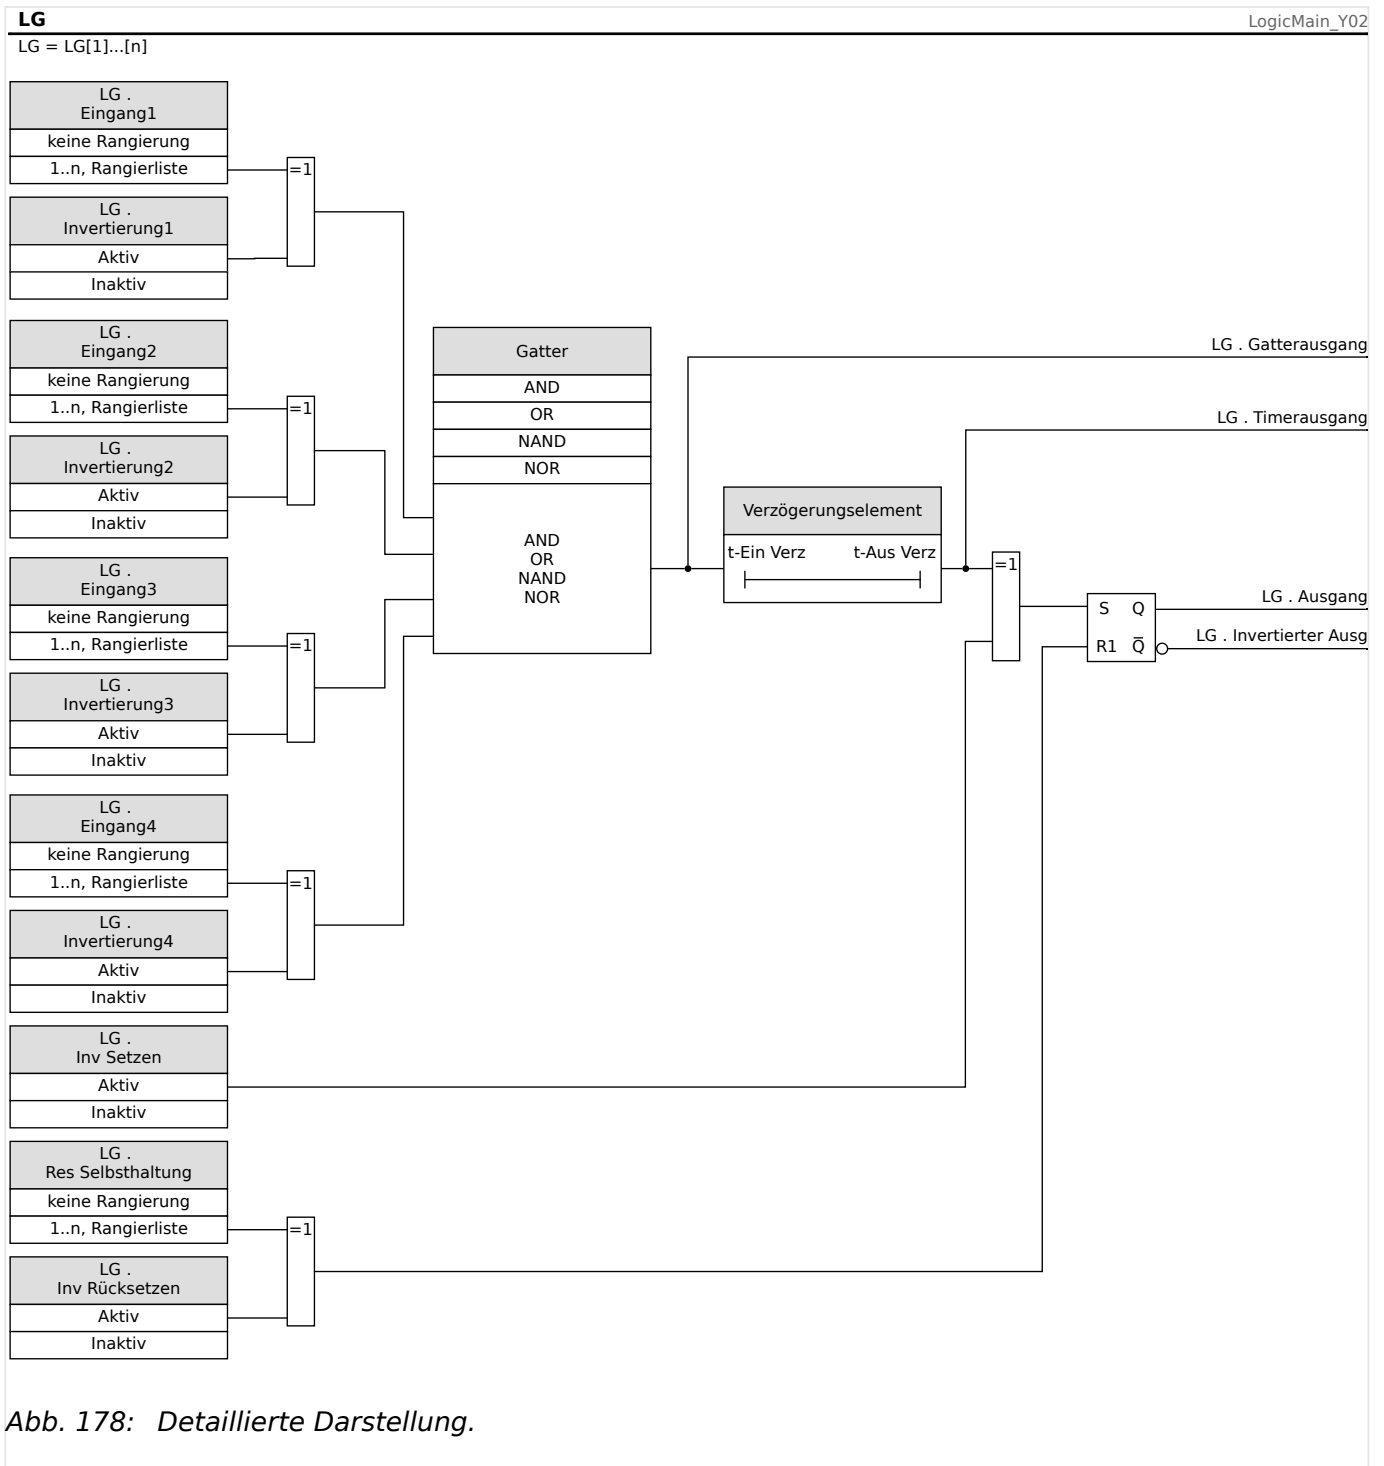 LG
LogicMain_Y02
LG = LG[1]...[n]
LG .
Eingang1
keine Rangierung
1..n, Rangierliste
=1
LG .
Invertierung1
Aktiv
Inaktiv
LG .
Eingang2
keine Rangierung
1..n, Rangierliste
=1
LG .
Invertierung2
Aktiv
Inaktiv
LG .
Eingang3
keine Rangierung
1..n, Rangierliste
=1
LG .
Invertierung3
Aktiv
Inaktiv
LG .
Eingang4
keine Rangierung
1..n, Rangierliste
=1
LG .
Invertierung4
Aktiv
Inaktiv
LG .
Inv Setzen
Aktiv
Inaktiv
LG .
Res Selbsthaltung
keine Rangierung
1..n, Rangierliste
=1
LG .
Inv Rücksetzen
Aktiv
Inaktiv
Gatter
AND
OR
NAND
NOR
AND
OR
NAND
NOR
LG . Gatterausgang
LG . Timerausgang
Verzögerungselement
t-Ein Verz t-Aus Verz
=1
S Q
R1 Q̅
LG . Ausgang
LG . Invertierter Ausg
Abb. 178: Detaillierte Darstellung.